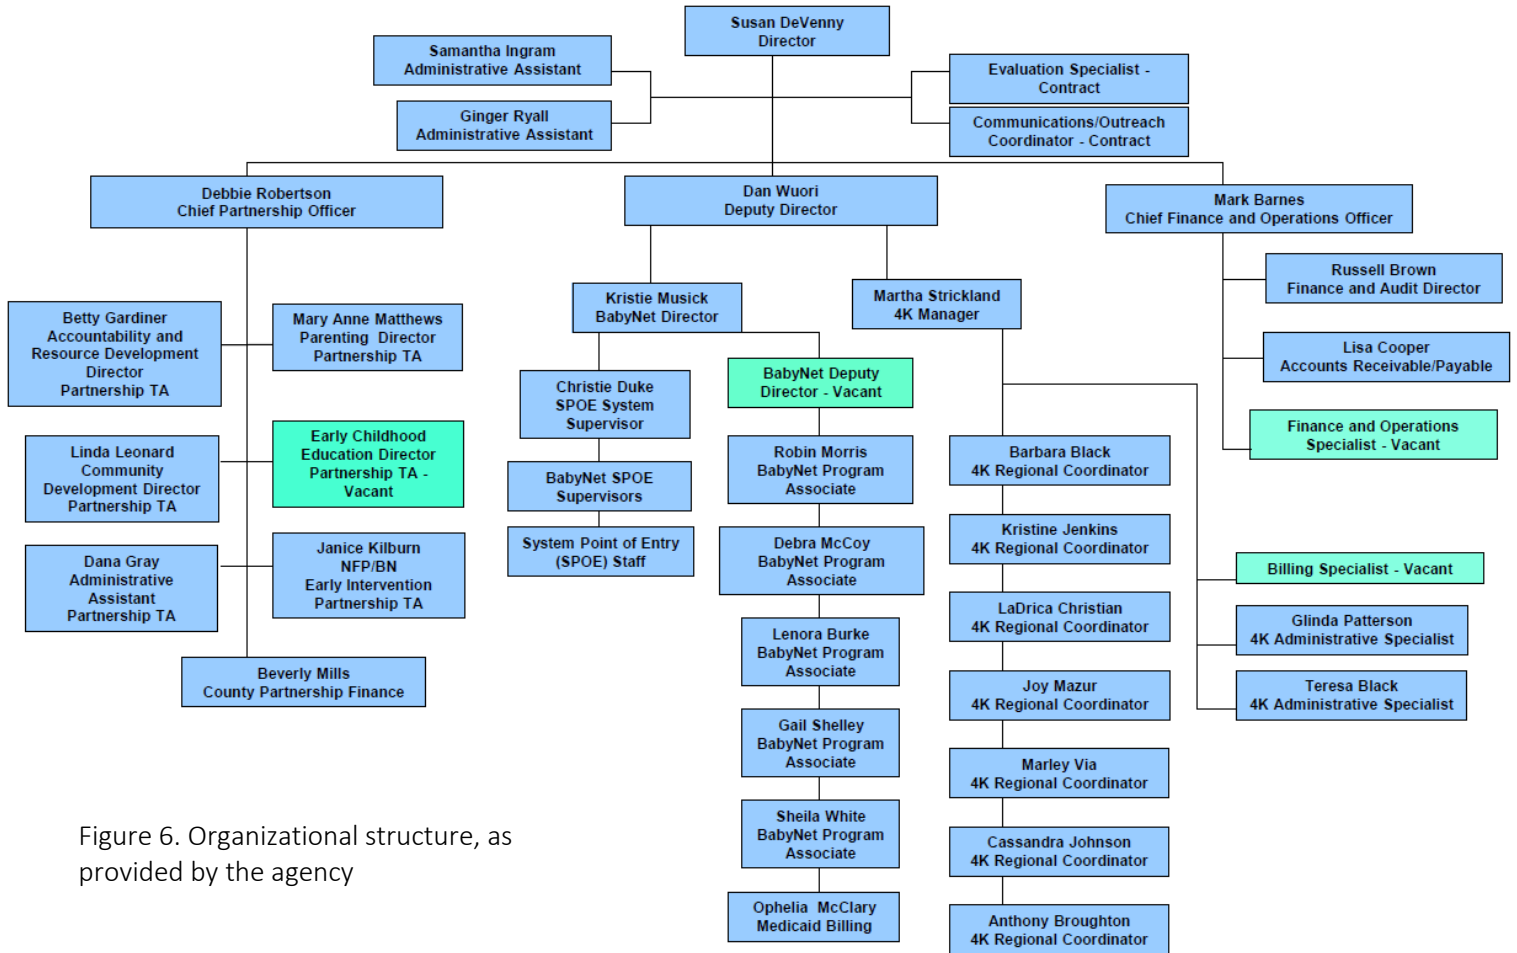 Susan DeVenny
Director
Samantha Ingram
Administrative Assistant
Ginger Ryall
Administrative Assistant
Evaluation Specialist -
Contract
Communications/Outreach
Coordinator - Contract
Debbie Robertson
Chief Partnership Officer
Dan Wuori
Deputy Director
Mark Barnes
Chief Finance and Operations Officer
Betty Gardiner
Accountability and
Resource Development
Director
Partnership TA
Mary Anne Matthews
Parenting Director
Partnership TA
Linda Leonard
Community
Development Director
Partnership TA
Early Childhood
Education Director
Partnership TA -
Vacant
Dana Gray
Administrative
Assistant
Partnership TA
Janice Kilburn
NFP/BN
Early Intervention
Partnership TA
Beverly Mills
County Partnership Finance
Kristie Musick
BabyNet Director
Christie Duke
SPOE System
Supervisor
BabyNet SPOE
Supervisors
System Point of Entry
(SPOE) Staff
BabyNet Deputy
Director - Vacant
Robin Morris
BabyNet Program
Associate
Debra McCoy
BabyNet Program
Associate
Lenora Burke
BabyNet Program
Associate
Gail Shelley
BabyNet Program
Associate
Sheila White
BabyNet Program
Associate
Ophelia McClary
Medicaid Billing
Martha Strickland
4K Manager
Barbara Black
4K Regional Coordinator
Kristine Jenkins
4K Regional Coordinator
LaDrica Christian
4K Regional Coordinator
Joy Mazur
4K Regional Coordinator
Marley Via
4K Regional Coordinator
Cassandra Johnson
4K Regional Coordinator
Anthony Broughton
4K Regional Coordinator
Billing Specialist - Vacant
Glinda Patterson
4K Administrative Specialist
Teresa Black
4K Administrative Specialist
Russell Brown
Finance and Audit Director
Lisa Cooper
Accounts Receivable/Payable
Finance and Operations
Specialist - Vacant
Figure 6. Organizational structure, as
provided by the agency